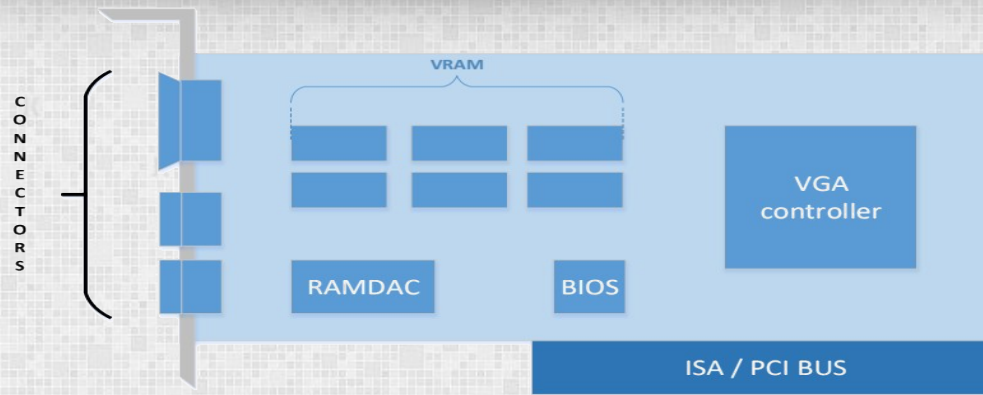 CONNECTORS
VRAM
VGA
controller
RAMDAC
BIOS
ISA / PCI BUS